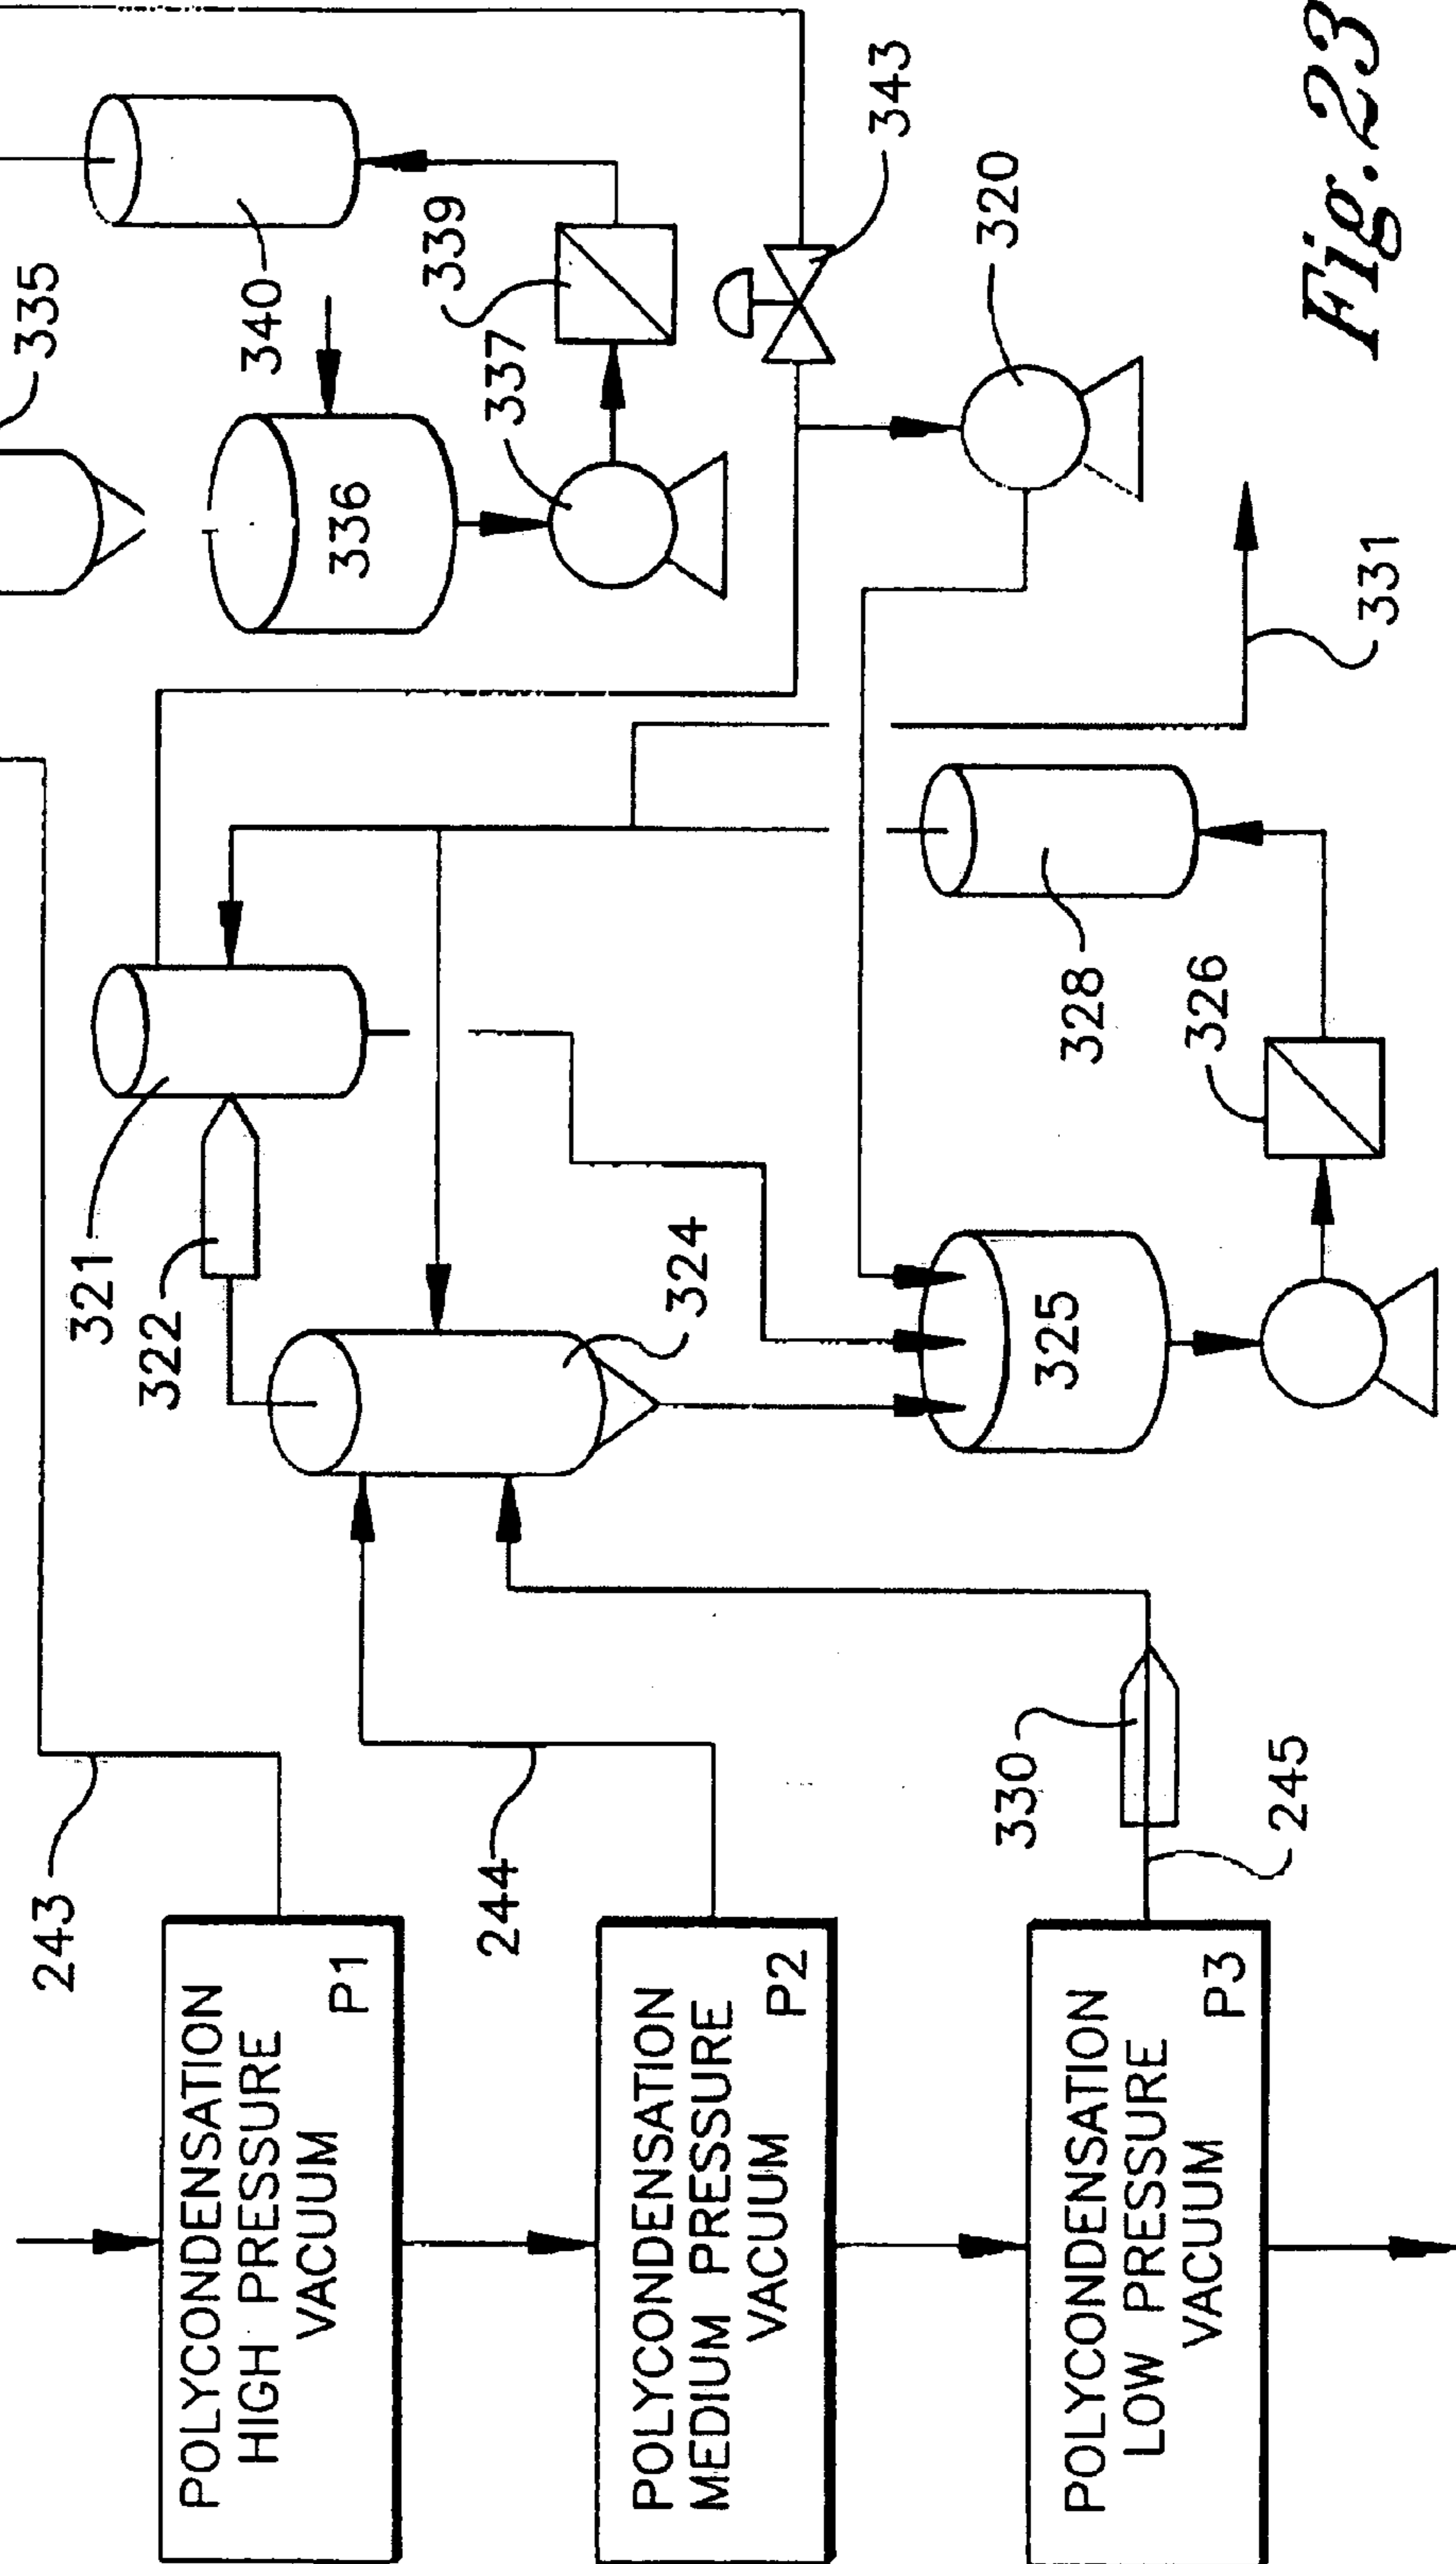 335
340
339
336
337
343
320
Fig. 23
331
321
322
324
328
326
325
243
244
330
245
POLYCONDENSATION
HIGH PRESSURE
VACUUM
P1
POLYCONDENSATION
MEDIUM PRESSURE
VACUUM
P2
POLYCONDENSATION
LOW PRESSURE
VACUUM
P3